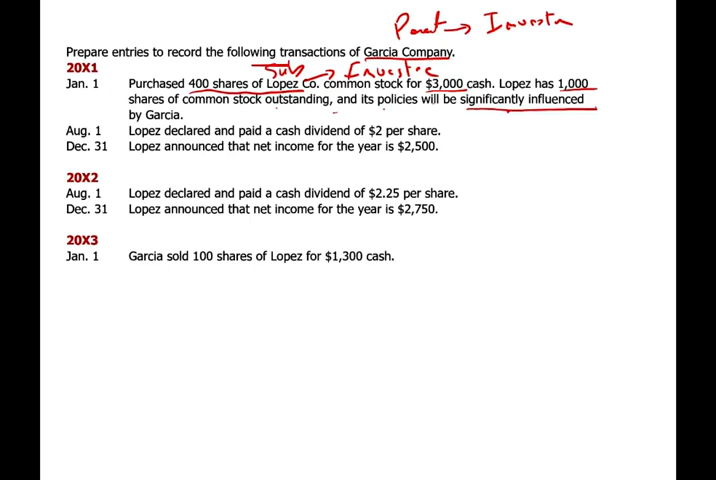 Parent → Investor
Prepare entries to record the following transactions of Garcia Company.
Sub → Investee
20X1
Jan. 1 Purchased 400 shares of Lopez Co. common stock for $3,000 cash. Lopez has 1,000
shares of common stock outstanding, and its policies will be significantly influenced
by Garcia.
Aug. 1 Lopez declared and paid a cash dividend of $2 per share.
Dec. 31 Lopez announced that net income for the year is $2,500.
20X2
Aug. 1 Lopez declared and paid a cash dividend of $2.25 per share.
Dec. 31 Lopez announced that net income for the year is $2,750.
20X3
Jan. 1 Garcia sold 100 shares of Lopez for $1,300 cash.